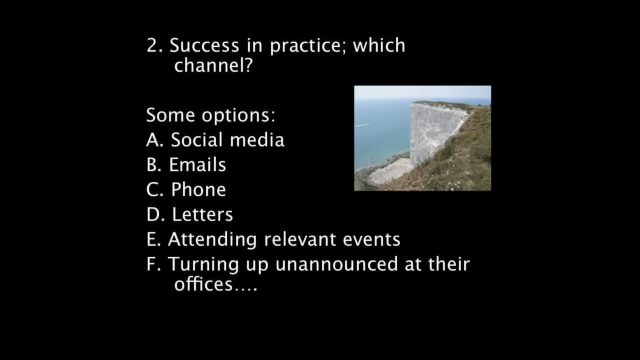 2. Success in practice; which
channel?
Some options:
A. Social media
B. Emails
C. Phone
D. Letters
E. Attending relevant events
F. Turning up unannounced at their
offices....